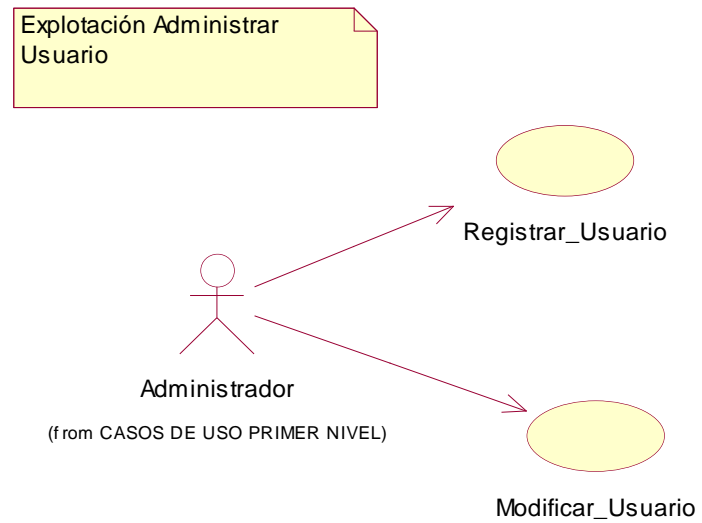 Explotación Administrar
Usuario
Registrar_Usuario
Administrador
(from CASOS DE USO PRIMER NIVEL)
Modificar_Usuario